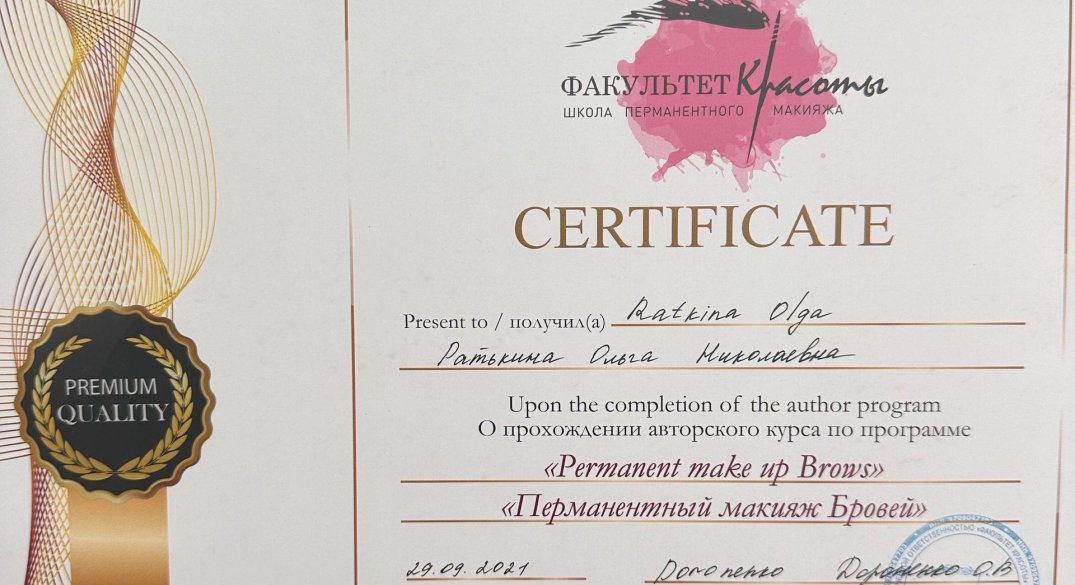 ФАКУЛЬТЕТ Красоты
ШКОЛА ПЕРМАНЕНТНОГО МАКИЯЖА
CERTIFICATE
Present to / получил(а) Ratkina Olga
Ратькина Ольга Николаевна
PREMIUM
QUALITY
Upon the completion of the author program
О прохождении авторского курса по программе
«Permanent make up Brows»
«Перманентный макияж Бровей»
29.09.2021 Доропенко О.В